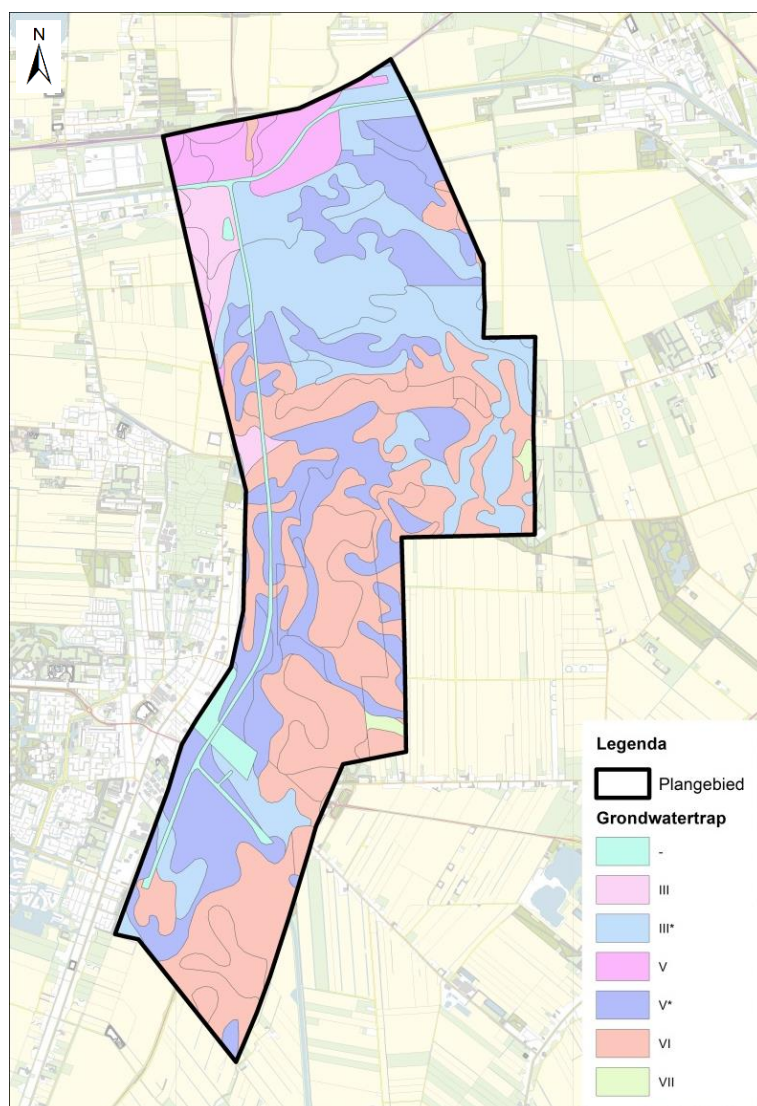 N
Legenda
Plangebied
Grondwatertrap
-
III
III*
V
V*
VI
VII